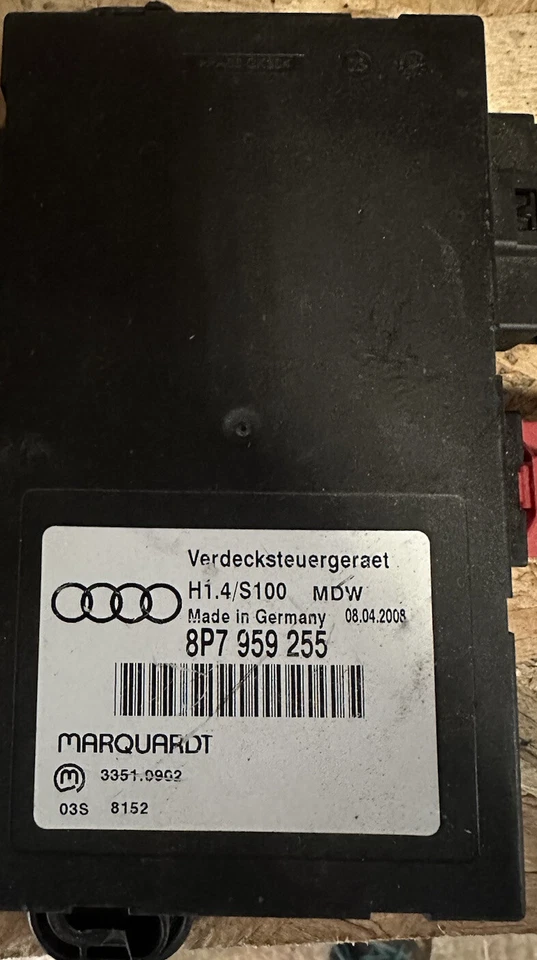 Verdecksteuergeraet
H1.4/S100 MDW
Made in Germany 08.04.2008
8P7 959 255
MARQUARDT
m 3351.0902
03S 8152